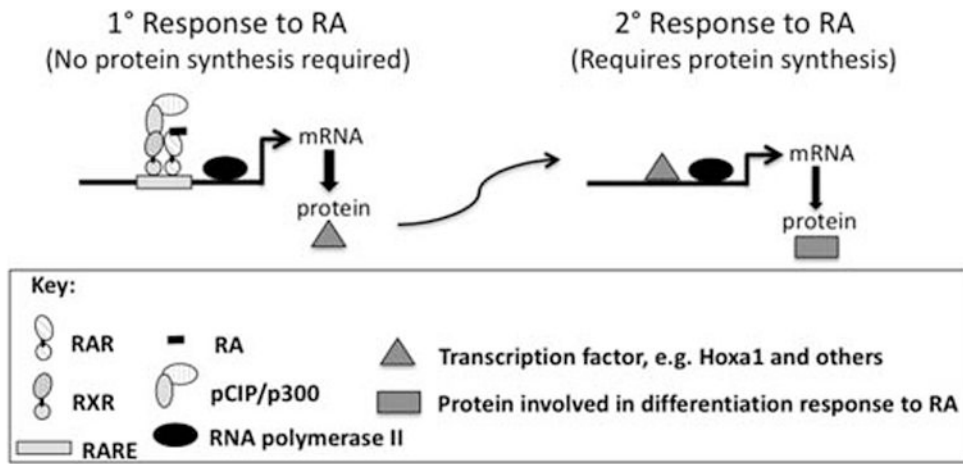 1° Response to RA
(No protein synthesis required)
mRNA
protein
2° Response to RA
(Requires protein synthesis)
mRNA
protein
Key:
RAR
RA
Transcription factor, e.g. Hoxa1 and others
RXR
pCIP/p300
Protein involved in differentiation response to RA
RARE
RNA polymerase II